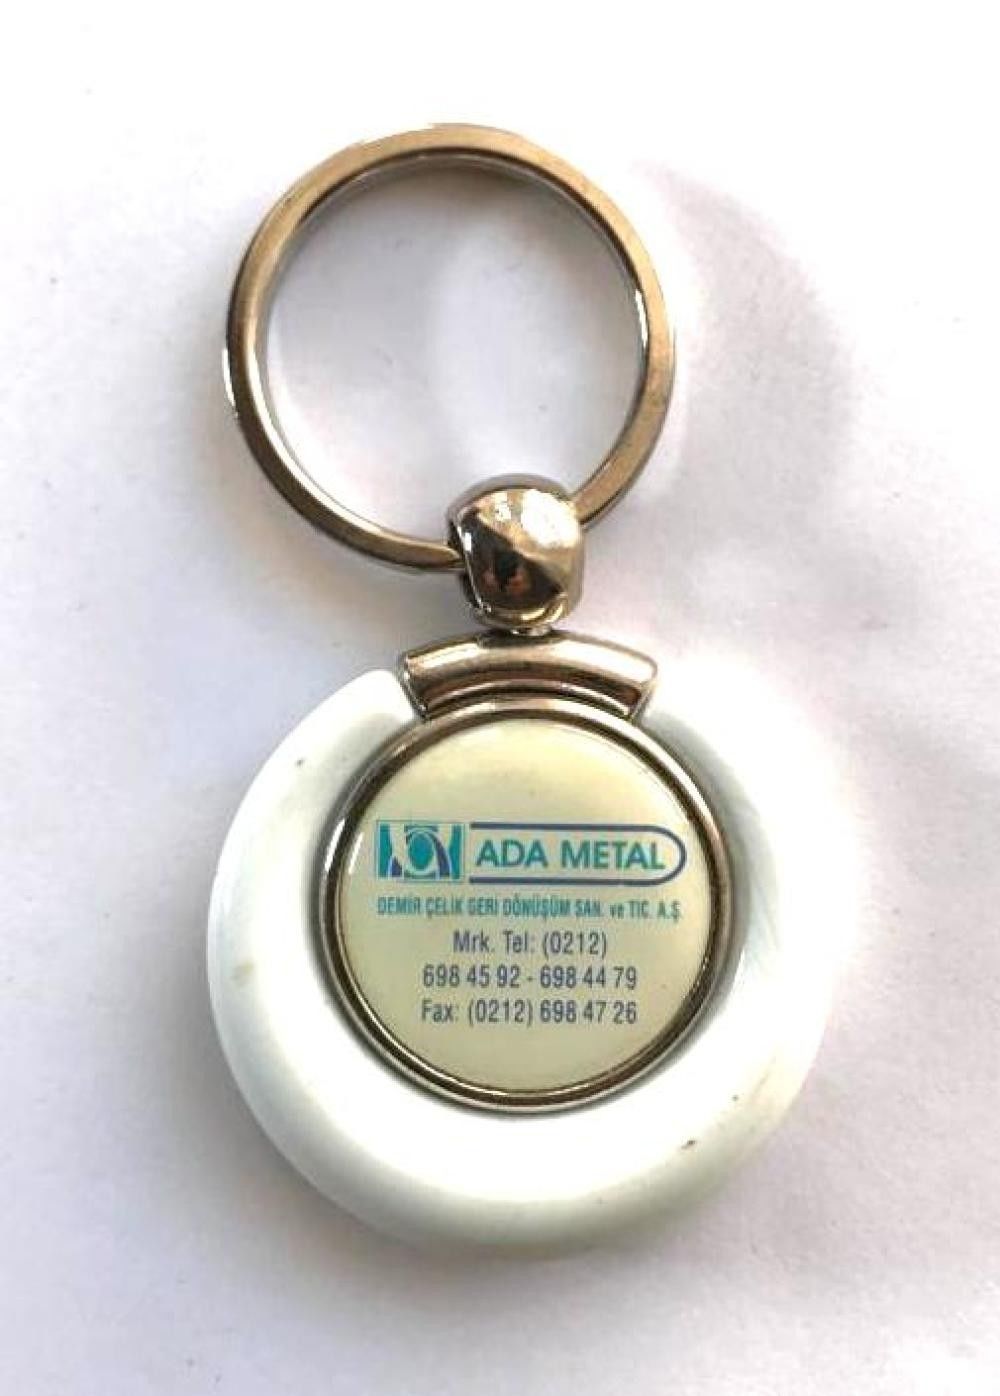 ADA METAL
DEMİR ÇELİK GERİ DÖNÜŞÜM SAN. ve TİC. A.Ş.
Mrk. Tel: (0212)
698 45 92 - 698 44 79
Fax: (0212) 698 47 26